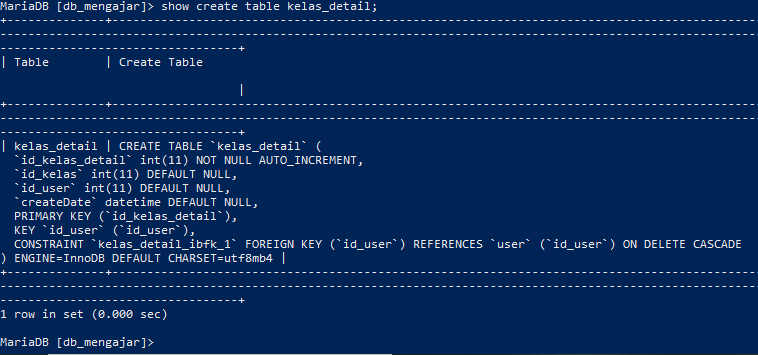 MariaDB [db_mengajar]> show create table kelas_detail;
+--------------+---------------------------------------------------------------------------------------------
--------------------------------------------------------------------------------------------------------------
----------------------------------+
| Table        | Create Table
                                  |
+--------------+---------------------------------------------------------------------------------------------
--------------------------------------------------------------------------------------------------------------
----------------------------------+
| kelas_detail | CREATE TABLE `kelas_detail` (
  `id_kelas_detail` int(11) NOT NULL AUTO_INCREMENT,
  `id_kelas` int(11) DEFAULT NULL,
  `id_user` int(11) DEFAULT NULL,
  `createDate` datetime DEFAULT NULL,
  PRIMARY KEY (`id_kelas_detail`),
  KEY `id_user` (`id_user`),
  CONSTRAINT `kelas_detail_ibfk_1` FOREIGN KEY (`id_user`) REFERENCES `user` (`id_user`) ON DELETE CASCADE
) ENGINE=InnoDB DEFAULT CHARSET=utf8mb4 |
+--------------+---------------------------------------------------------------------------------------------
--------------------------------------------------------------------------------------------------------------
----------------------------------+
1 row in set (0.000 sec)
MariaDB [db_mengajar]>